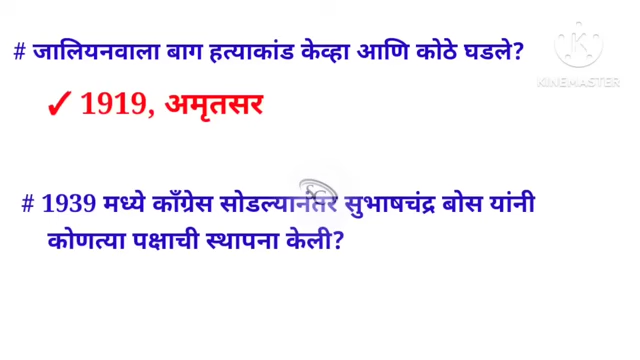 # जालियनवाला बाग हत्याकांड केव्हा आणि कोठे घडले?
KINEMASTER
✓ 1919, अमृतसर
# 1939 मध्ये काँग्रेस सोडल्यानंतर सुभाषचंद्र बोस यांनी
कोणत्या पक्षाची स्थापना केली?